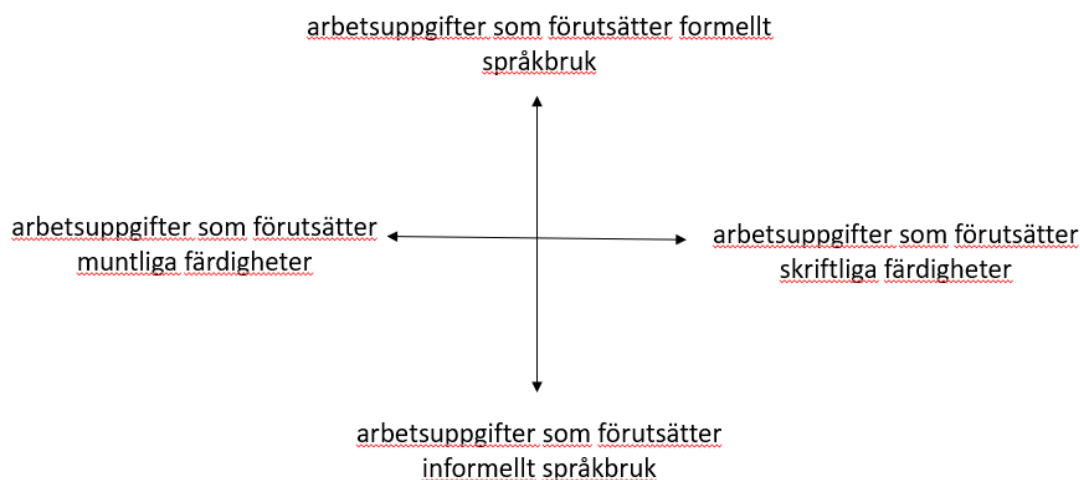 arbetsuppgifter som förutsätter formellt
språkbruk
arbetsuppgifter som förutsätter
muntliga färdigheter
arbetsuppgifter som förutsätter
skriftliga färdigheter
arbetsuppgifter som förutsätter
informellt språkbruk